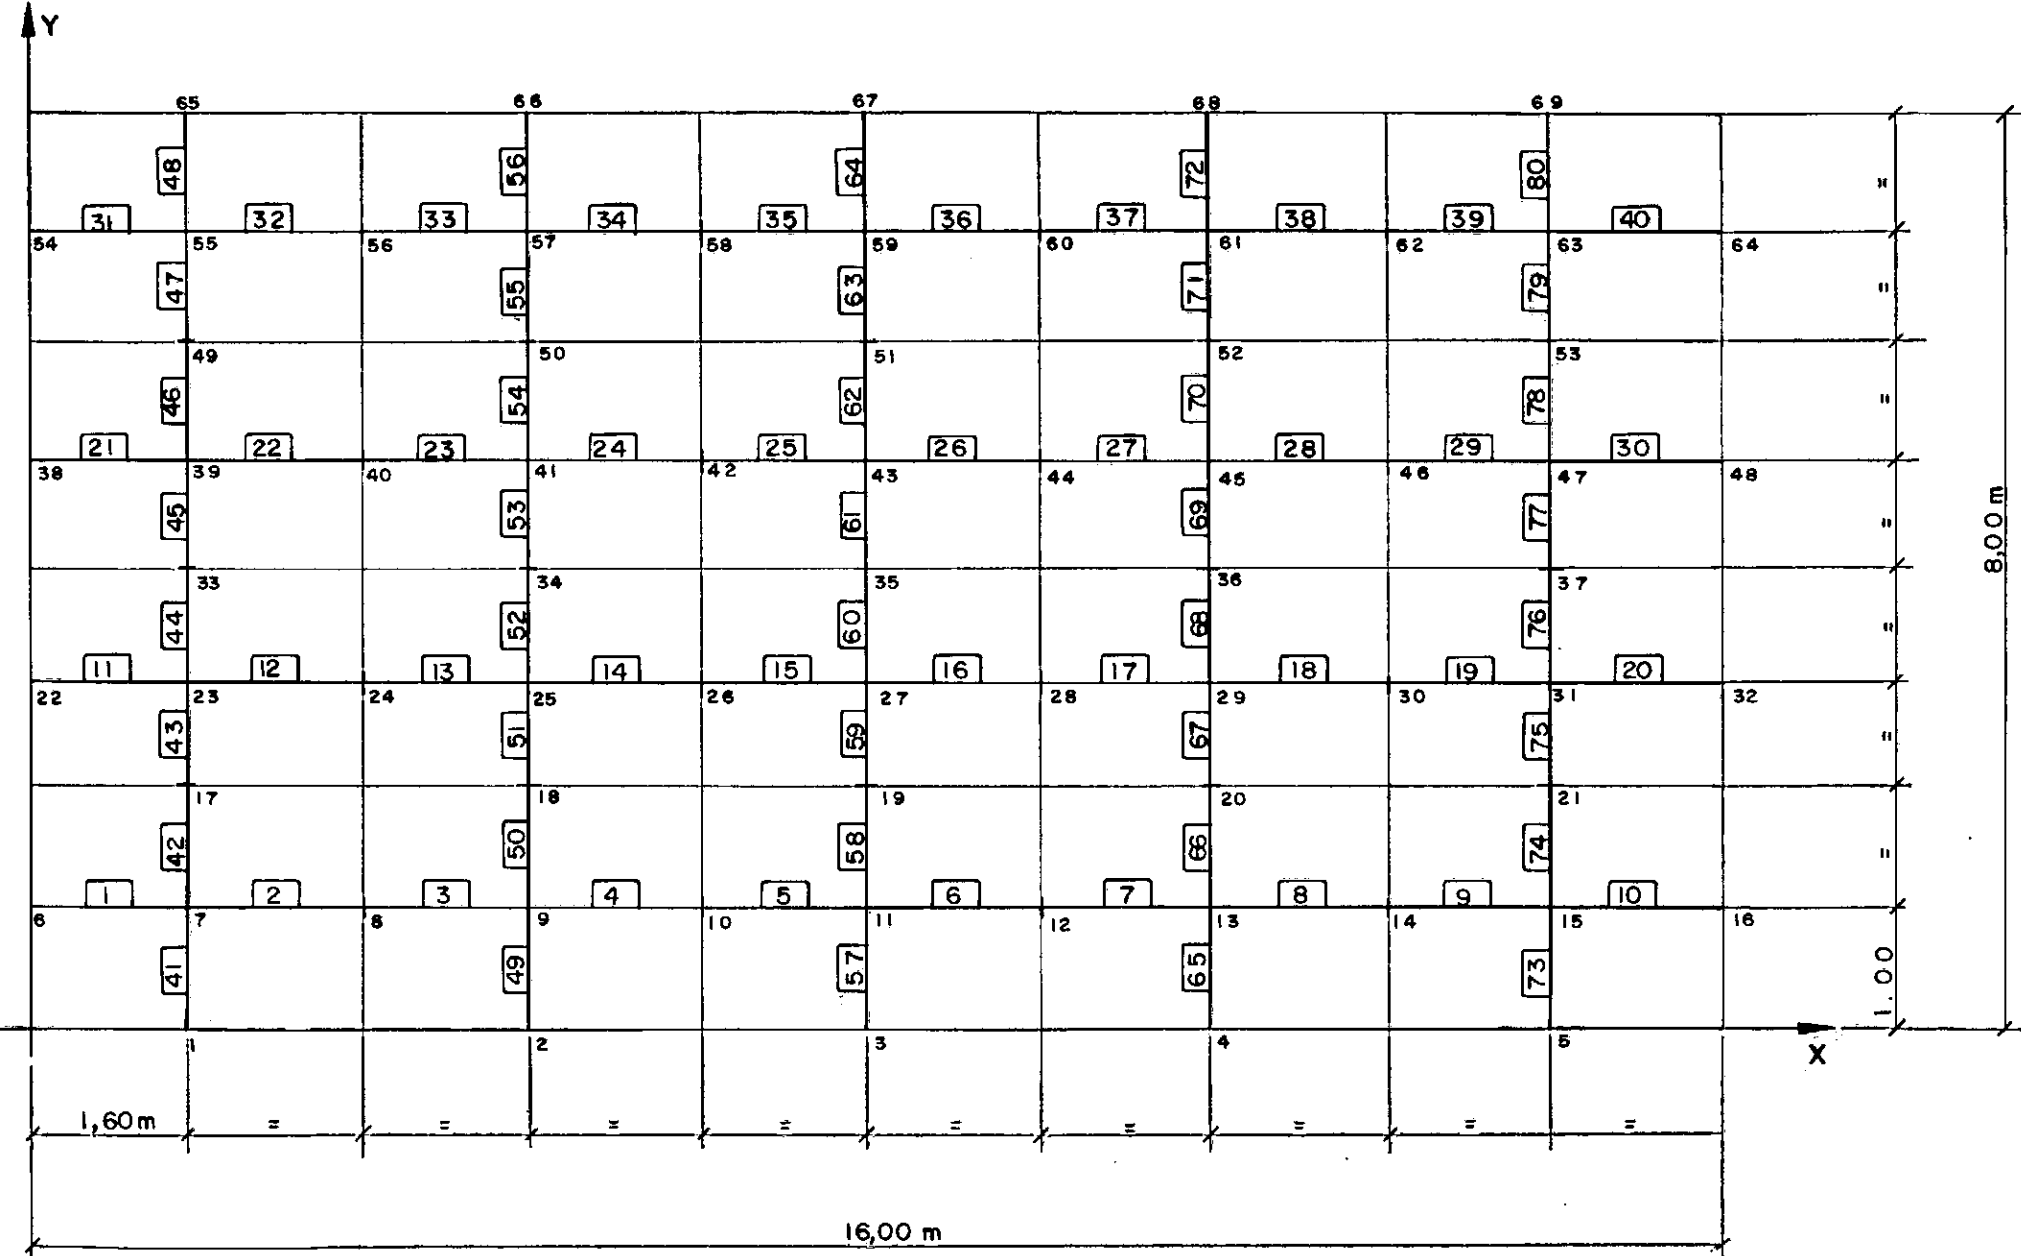 Y
65 66 67 68 69
48 56 64 72 80
31 32 33 34 35 36 37 38 39 40
54 55 56 57 58 59 60 61 62 63 64
47 55 63 71 79
49 50 51 52 53
46 54 62 70 78
21 22 23 24 25 26 27 28 29 30
38 39 40 41 42 43 44 45 46 47 48
45 53 61 69 77
33 34 35 36 37
44 52 60 68 76
11 12 13 14 15 16 17 18 19 20
22 23 24 25 26 27 28 29 30 31 32
43 51 59 67 75
17 18 19 20 21
42 50 58 66 74
1 2 3 4 5 6 7 8 9 10
6 7 8 9 10 11 12 13 14 15 16
41 49 57 65 73
1 2 3 4 5
X
1,60m = = = = = = = = =
16,00 m
= = = = = = =
1.00
8,00 m